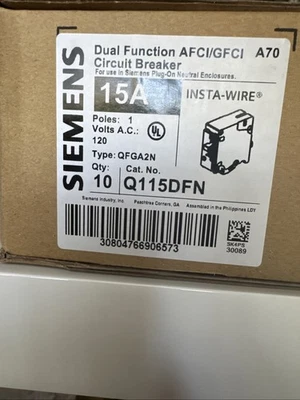 SIEMENS
Dual Function AFCI/GFCI A70
Circuit Breaker
For use in Siemens Plug-On Neutral Enclosures.
15A
INSTA-WIRE®
Poles: 1
Volts A.C.:
120
UL
Type: QFGA2N
Qty: Cat. No.
10 Q115DFN
Siemens Industry, Inc Peachtree Corners, GA Assembled in the Philippines
30804766906573
30089